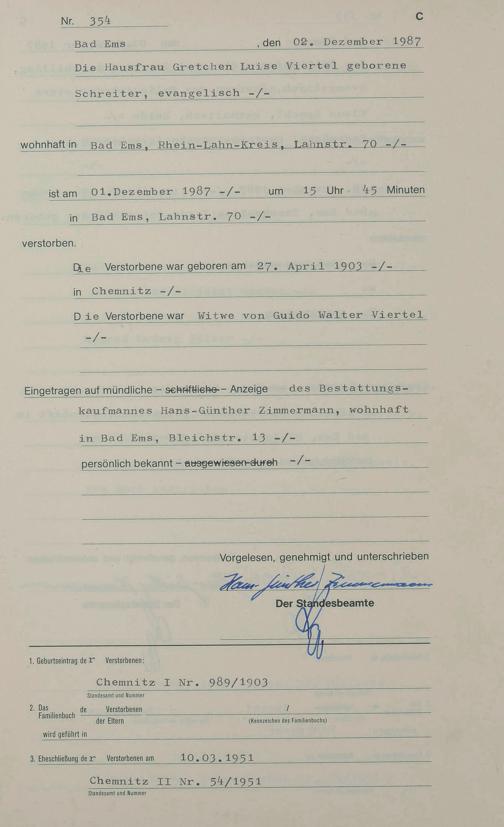 Nr. 354
C
Bad Ems , den 02. Dezember 1987
Die Hausfrau Gretchen Luise Viertel geborene
Schreiter, evangelisch -/-
wohnhaft in Bad Ems, Rhein-Lahn-Kreis, Lahnstr. 70 -/-
ist am 01.Dezember 1987 -/- um 15 Uhr 45 Minuten
in Bad Ems, Lahnstr. 70 -/-
verstorben.
Die Verstorbene war geboren am 27. April 1903 -/-
in Chemnitz -/-
Die Verstorbene war Witwe von Guido Walter Viertel
-/-
Eingetragen auf mündliche – schriftliche – Anzeige des Bestattungs-
kaufmannes Hans-Günther Zimmermann, wohnhaft
in Bad Ems, Bleichstr. 13 -/-
persönlich bekannt – ausgewiesen durch -/-
Vorgelesen, genehmigt und unterschrieben
Hans Günther Zimmermann
Der Standesbeamte
1. Geburtseintrag der Verstorbenen:
Chemnitz I Nr. 989/1903
Standesamt und Nummer
2. Das Familienbuch de Verstorbenen /
der Eltern (Kennzeichen des Familienbuchs)
wird geführt in
3. Eheschließung der Verstorbenen am 10.03.1951
Chemnitz II Nr. 54/1951
Standesamt und Nummer